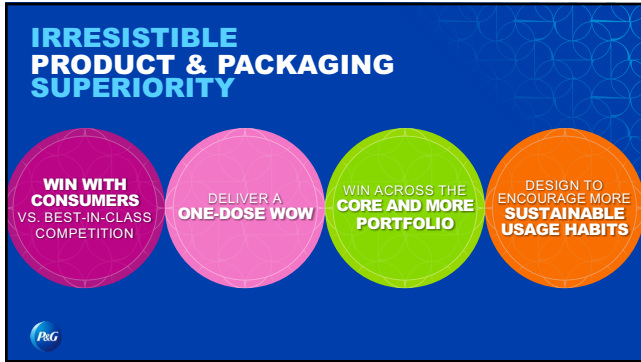 IRRESISTIBLE
PRODUCT & PACKAGING
SUPERIORITY
WIN WITH
CONSUMERS
VS. BEST-IN-CLASS
COMPETITION
DELIVER A
ONE-DOSE WOW
WIN ACROSS THE
CORE AND MORE
PORTFOLIO
DESIGN TO
ENCOURAGE MORE
SUSTAINABLE
USAGE HABITS
P&G